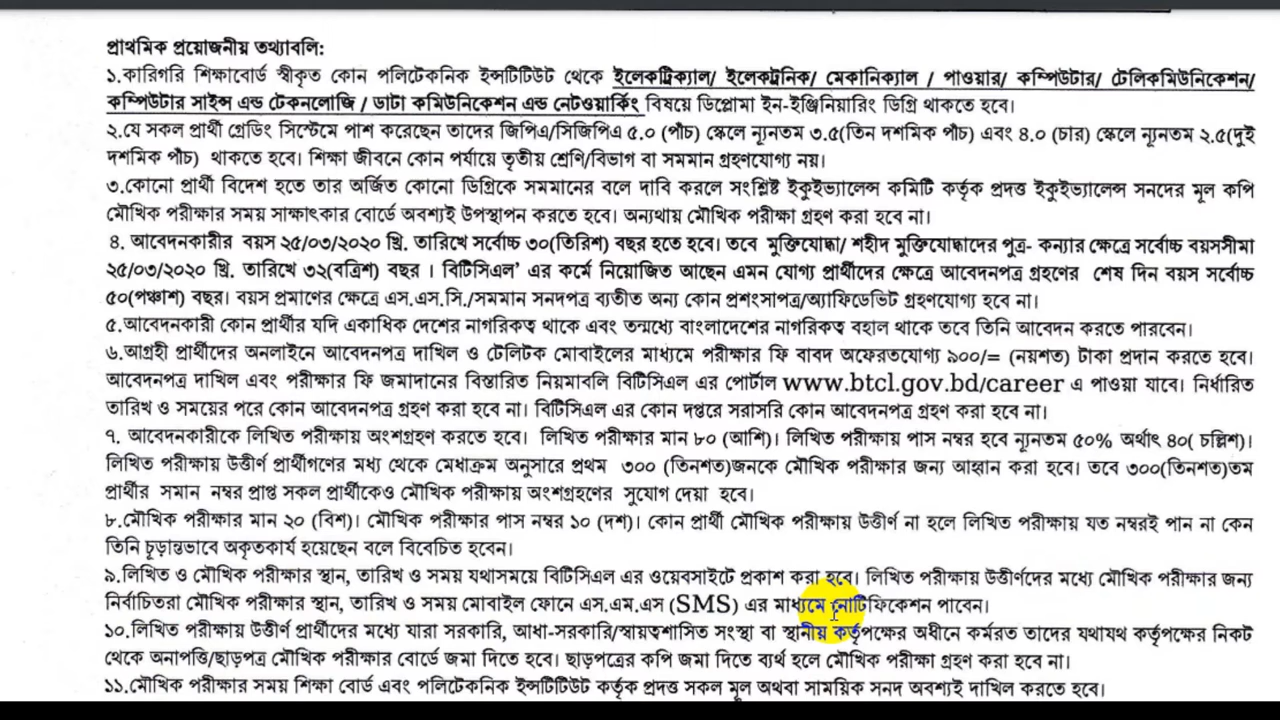 প্রাথমিক প্রয়োজনীয় তথ্যাবলি:
১.কারিগরি শিক্ষাবোর্ড স্বীকৃত কোন পলিটেকনিক ইন্সটিটিউট থেকে ইলেকট্রিক্যাল/ ইলেকট্রনিক/ মেকানিক্যাল / পাওয়ার/ কম্পিউটার/ টেলিকমিউনিকেশন/
কম্পিউটার সাইন্স এন্ড টেকনলোজি / ডাটা কমিউনিকেশন এন্ড নেটওয়ার্কিং বিষয়ে ডিপ্লোমা ইন-ইঞ্জিনিয়ারিং ডিগ্রি থাকতে হবে।
২.যে সকল প্রার্থী গ্রেডিং সিস্টেমে পাশ করেছেন তাদের জিপিএ/সিজিপিএ ৫.০ (পাঁচ) স্কেলে ন্যূনতম ৩.৫(তিন দশমিক পাঁচ) এবং ৪.০ (চার) স্কেলে ন্যূনতম ২.৫(দুই
দশমিক পাঁচ) থাকতে হবে। শিক্ষা জীবনে কোন পর্যায়ে তৃতীয় শ্রেণি/বিভাগ বা সমমান গ্রহণযোগ্য নয়।
৩.কোনো প্রার্থী বিদেশ হতে তার অর্জিত কোনো ডিগ্রিকে সমমানের বলে দাবি করলে সংশ্লিষ্ট ইকুইভ্যালেন্স কমিটি কর্তৃক প্রদত্ত ইকুইভ্যালেন্স সনদের মূল কপি
মৌখিক পরীক্ষার সময় সাক্ষাৎকার বোর্ডে অবশ্যই উপস্থাপন করতে হবে। অন্যথায় মৌখিক পরীক্ষা গ্রহণ করা হবে না।
৪. আবেদনকারীর বয়স ২৫/০৩/২০২০ খ্রি. তারিখে সর্বোচ্চ ৩০(তিরিশ) বছর হতে হবে। তবে মুক্তিযোদ্ধা/ শহীদ মুক্তিযোদ্ধাদের পুত্র- কন্যার ক্ষেত্রে সর্বোচ্চ বয়সসীমা
২৫/০৩/২০২০ খ্রি. তারিখে ৩২(বত্রিশ) বছর । বিটিসিএল' এর কর্মে নিয়োজিত আছেন এমন যোগ্য প্রার্থীদের ক্ষেত্রে আবেদনপত্র গ্রহণের শেষ দিন বয়স সর্বোচ্চ
৫০(পঞ্চাশ) বছর। বয়স প্রমাণের ক্ষেত্রে এস.এস.সি./সমমান সনদপত্র ব্যতীত অন্য কোন প্রশংসাপত্র/অ্যাফিডেভিট গ্রহণযোগ্য হবে না।
৫.আবেদনকারী কোন প্রার্থীর যদি একাধিক দেশের নাগরিকত্ব থাকে এবং তন্মধ্যে বাংলাদেশের নাগরিকত্ব বহাল থাকে তবে তিনি আবেদন করতে পারবেন।
৬.আগ্রহী প্রার্থীদের অনলাইনে আবেদনপত্র দাখিল ও টেলিটক মোবাইলের মাধ্যমে পরীক্ষার ফি বাবদ অফেরতযোগ্য ৯০০/= (নয়শত) টাকা প্রদান করতে হবে।
আবেদনপত্র দাখিল এবং পরীক্ষার ফি জমাদানের বিস্তারিত নিয়মাবলি বিটিসিএল এর পোর্টাল www.btcl.gov.bd/career এ পাওয়া যাবে। নির্ধারিত
তারিখ ও সময়ের পরে কোন আবেদনপত্র গ্রহণ করা হবে না। বিটিসিএল এর কোন দপ্তরে সরাসরি কোন আবেদনপত্র গ্রহণ করা হবে না।
৭. আবেদনকারীকে লিখিত পরীক্ষায় অংশগ্রহণ করতে হবে। লিখিত পরীক্ষার মান ৮০ (আশি)। লিখিত পরীক্ষায় পাস নম্বর হবে ন্যূনতম ৫০% অর্থাৎ ৪০( চল্লিশ)।
লিখিত পরীক্ষায় উত্তীর্ণ প্রার্থীগণের মধ্য থেকে মেধাক্রম অনুসারে প্রথম ৩০০ (তিনশত)জনকে মৌখিক পরীক্ষার জন্য আহ্বান করা হবে। তবে ৩০০(তিনশত)তম
প্রার্থীর সমান নম্বর প্রাপ্ত সকল প্রার্থীকেও মৌখিক পরীক্ষায় অংশগ্রহণের সুযোগ দেয়া হবে।
৮.মৌখিক পরীক্ষার মান ২০ (বিশ)। মৌখিক পরীক্ষার পাস নম্বর ১০ (দশ)। কোন প্রার্থী মৌখিক পরীক্ষায় উত্তীর্ণ না হলে লিখিত পরীক্ষায় যত নম্বরই পান না কেন
তিনি চূড়ান্তভাবে অকৃতকার্য হয়েছেন বলে বিবেচিত হবেন।
৯.লিখিত ও মৌখিক পরীক্ষার স্থান, তারিখ ও সময় যথাসময়ে বিটিসিএল এর ওয়েবসাইটে প্রকাশ করা হবে। লিখিত পরীক্ষায় উত্তীর্ণদের মধ্যে মৌখিক পরীক্ষার জন্য
নির্বাচিতরা মৌখিক পরীক্ষার স্থান, তারিখ ও সময় মোবাইল ফোনে এস.এম.এস (SMS) এর মাধ্যমে নোটিফিকেশন পাবেন।
১০.লিখিত পরীক্ষায় উত্তীর্ণ প্রার্থীদের মধ্যে যারা সরকারি, আধা-সরকারি/স্বায়ত্বশাসিত সংস্থা বা স্থানীয় কর্তৃপক্ষের অধীনে কর্মরত তাদের যথাযথ কর্তৃপক্ষের নিকট
থেকে অনাপত্তি/ছাড়পত্র মৌখিক পরীক্ষার বোর্ডে জমা দিতে হবে। ছাড়পত্রের কপি জমা দিতে ব্যর্থ হলে মৌখিক পরীক্ষা গ্রহণ করা হবে না।
১১.মৌখিক পরীক্ষার সময় শিক্ষা বোর্ড এবং পলিটেকনিক ইন্সটিটিউট কর্তৃক প্রদত্ত সকল মূল অথবা সাময়িক সনদ অবশ্যই দাখিল করতে হবে।